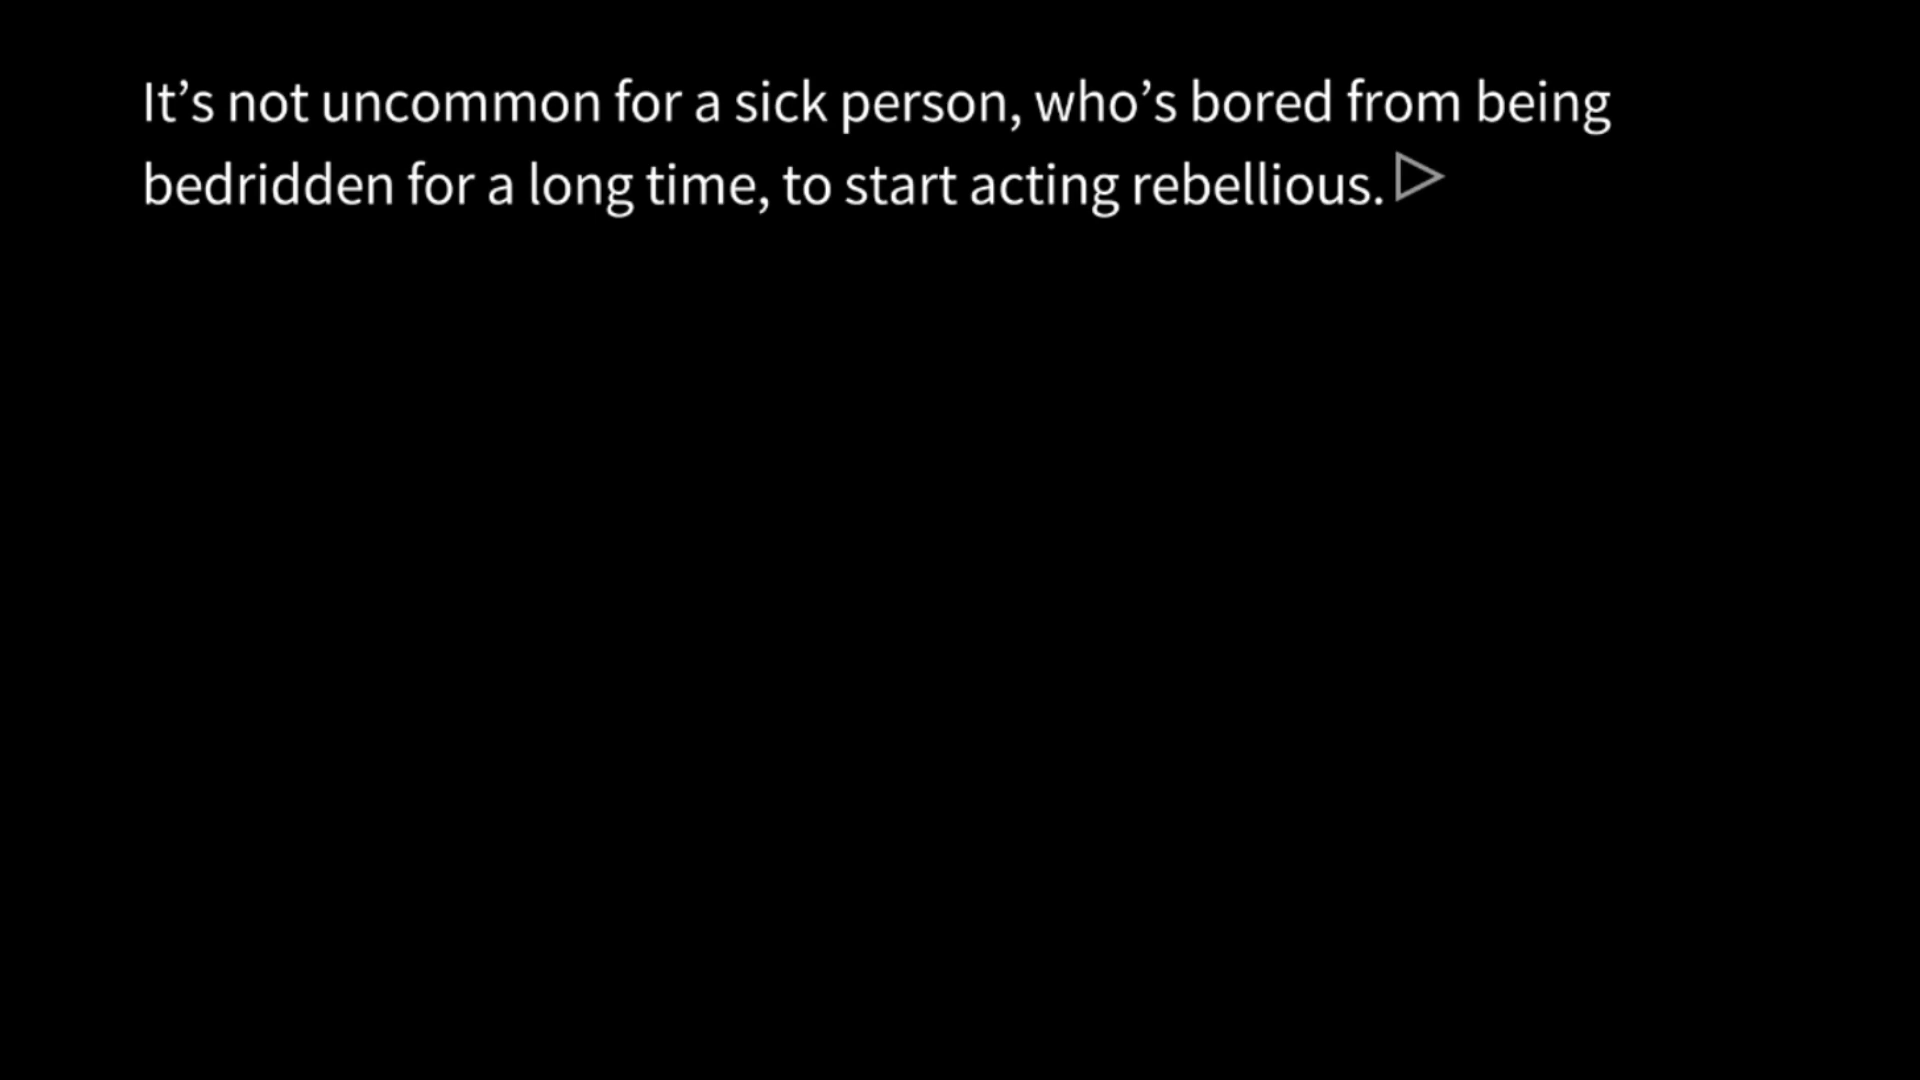 It’s not uncommon for a sick person, who’s bored from being
bedridden for a long time, to start acting rebellious.